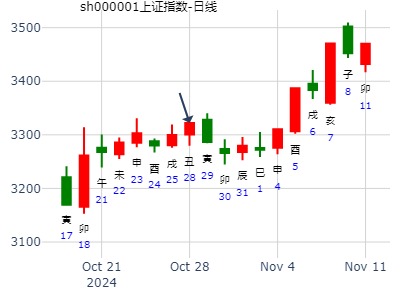 sh000001上证指数-日线
3500
3400
3300
3200
3100
寅
17
卯
18
午
21
未
22
申
23
酉
24
戌
25
丑
28
寅
29
卯
30
辰
31
巳
1
申
4
酉
5
戌
6
亥
7
子
8
卯
11
Oct 21
2024
Oct 28
Nov 4
Nov 11